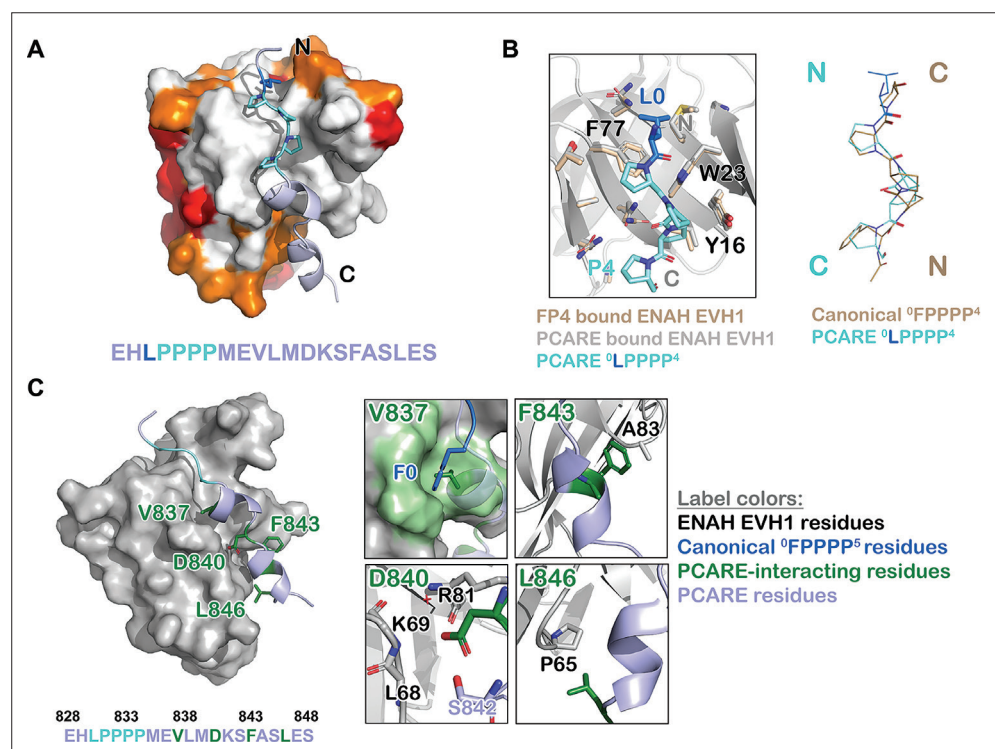 A
N
C
EHLPPPPMEVLMDKSFASLES
B
L0
N
F77
W23
Y16
P4
C
FP4 bound ENAH EVH1
PCARE bound ENAH EVH1
PCARE ⁰LPPPP⁴
N C
C N
Canonical ⁰FPPPP⁴
PCARE ⁰LPPPP⁴
C
V837
F843
D840
L846
828 833 838 843 848
EHLPPPPMEVLMDKSFASLES
V837
F0
F843
A83
D840
R81
K69
L68
S842
L846
P65
Label colors:
ENAH EVH1 residues
Canonical ⁰FPPPP⁵ residues
PCARE-interacting residues
PCARE residues